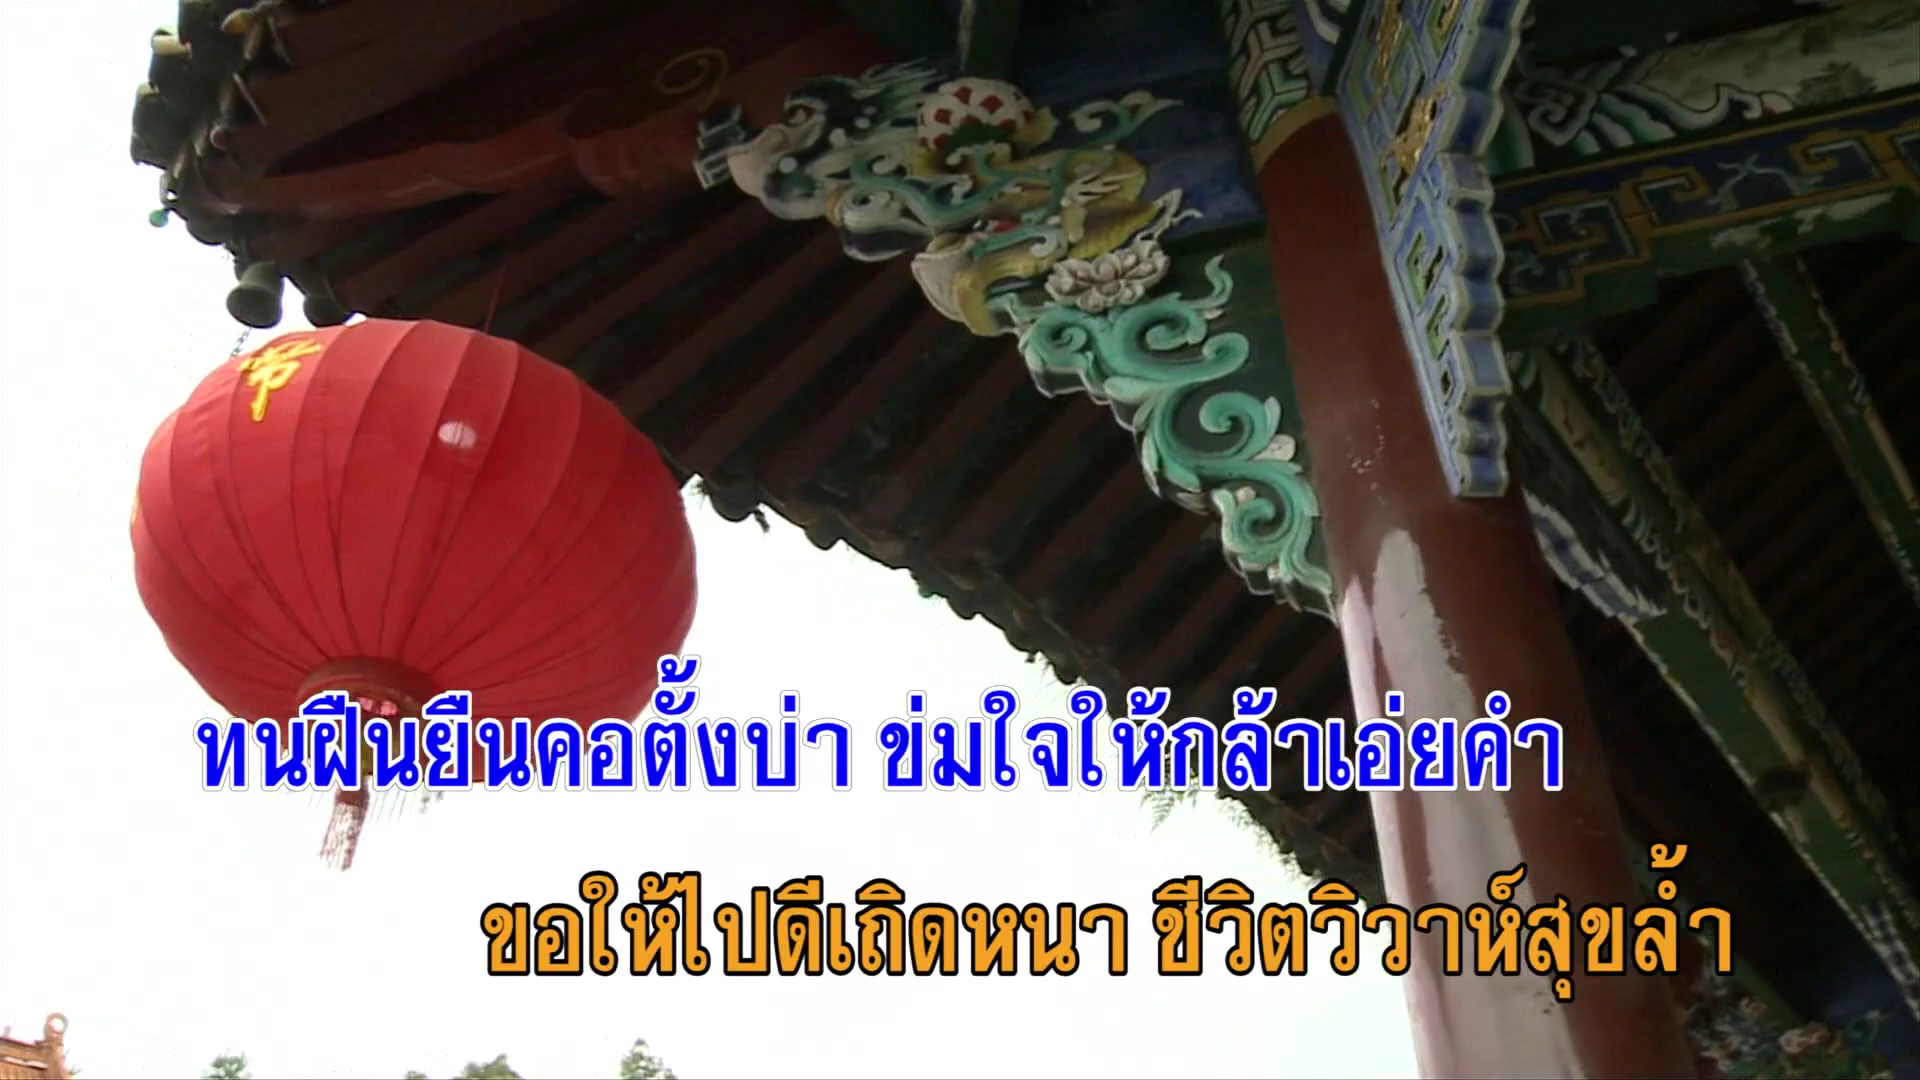 常
ทนฝืนยืนคอตั้งบ่า ข่มใจให้กล้าเอ่ยคำ
ขอให้ไปดีเถิดหนา ชีวิตวิวาห์สุขล้ำ